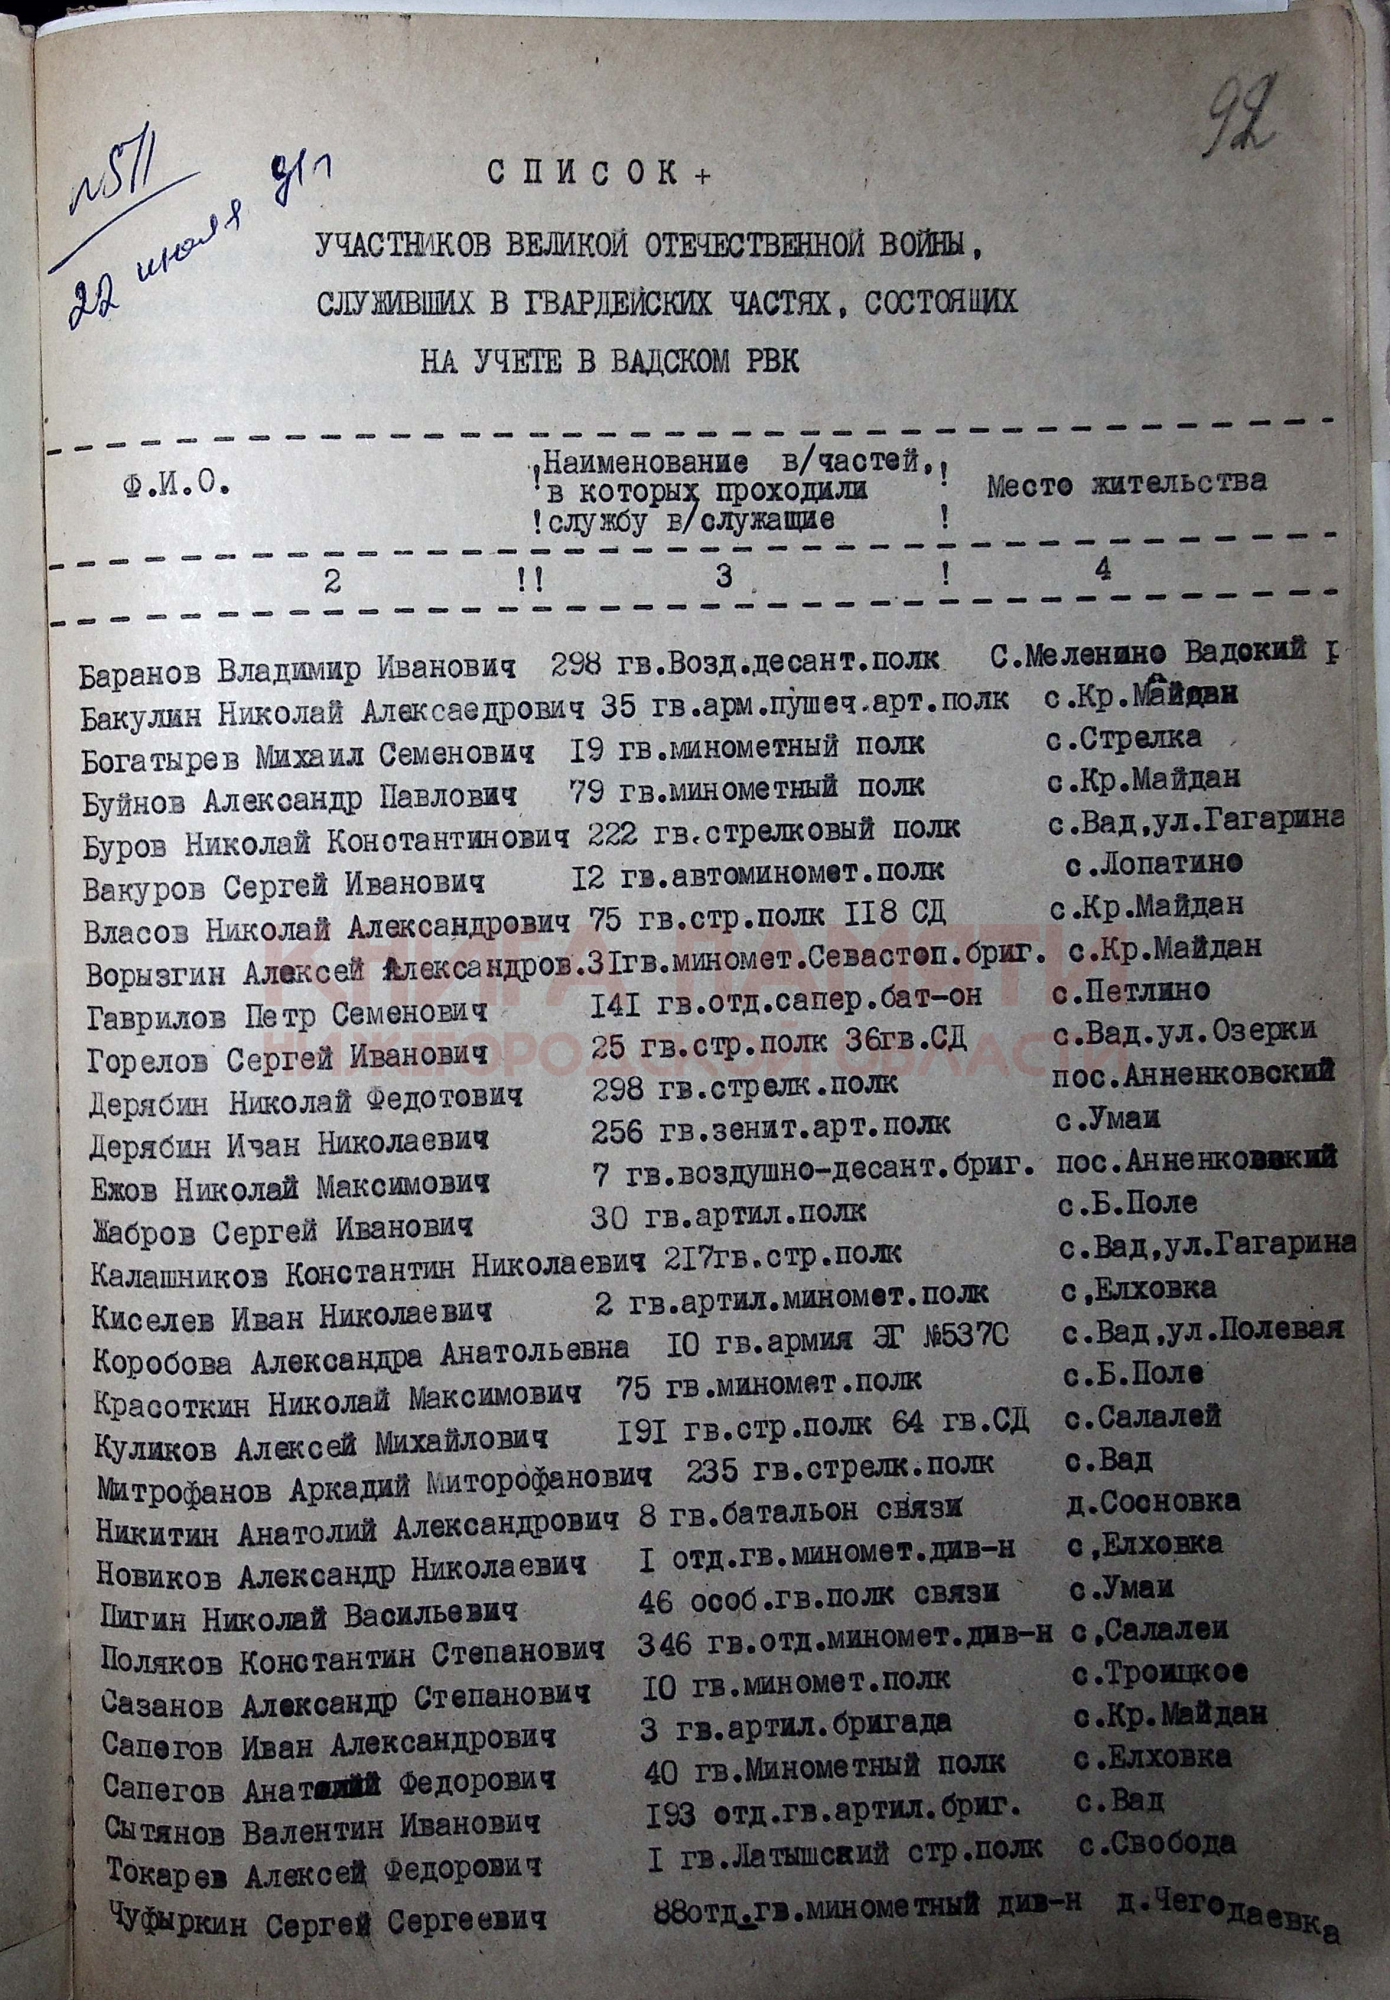 92
№511
22 июля 91г
СПИСОК+
УЧАСТНИКОВ ВЕЛИКОЙ ОТЕЧЕСТВЕННОЙ ВОЙНЫ,
СЛУЖИВШИХ В ГВАРДЕЙСКИХ ЧАСТЯХ, СОСТОЯЩИХ
НА УЧЕТЕ В ВАДСКОМ РВК
Ф.И.О. ! Наименование в/частей, ! Место жительства
! в которых проходили
! службу в/служащие !
2 !! 3 ! 4
Баранов Владимир Иванович 298 гв.Возд.десант.полк С.Меленино Вадский р
Бакулин Николай Алексаедрович 35 гв.арм.пушеч.арт.полк с.Кр.Майдан
Богатырев Михаил Семенович I9 гв.минометный полк с.Стрелка
Буйнов Александр Павлович 79 гв.минометный полк с.Кр.Майдан
Буров Николай Константинович 222 гв.стрелковый полк с.Вад,ул.Гагарина
Вакуров Сергей Иванович I2 гв.автоминомет.полк с.Лопатино
Власов Николай Александрович 75 гв.стр.полк II8 СД с.Кр.Майдан
Ворызгин Алексей Александров.3Iгв.миномет.Севастоп.бриг. с.Кр.Майдан
Гаврилов Петр Семенович I4I гв.отд.сапер.бат-он с.Петлино
Горелов Сергей Иванович 25 гв.стр.полк 36гв.СД с.Вад.ул.Озерки
Дерябин Николай Федотович 298 гв.стрелк.полк пос.Анненковский
Дерябин Иван Николаевич 256 гв.зенит.арт.полк с.Умаи
Ежов Николай Максимович 7 гв.воздушно-десант.бриг. пос.Анненковский
Жабров Сергей Иванович 30 гв.артил.полк с.Б.Поле
Калашников Константин Николаевич 2I7гв.стр.полк с.Вад,ул.Гагарина
Киселев Иван Николаевич 2 гв.артил.миномет.полк с,Елховка
Коробова Александра Анатольевна I0 гв.армия ЭГ №5370 с.Вад,ул.Полевая
Красоткин Николай Максимович 75 гв.миномет.полк с.Б.Поле
Куликов Алексей Михайлович I9I гв.стр.полк 64 гв.СД с.Салалей
Митрофанов Аркадий Миторофанович 235 гв.стрелк.полк с.Вад
Никитин Анатолий Александрович 8 гв.батальон связи д.Сосновка
Новиков Александр Николаевич I отд.гв.миномет.див-н с,Елховка
Пигин Николай Васильевич 46 особ.гв.полк связи с.Умаи
Поляков Константин Степанович 346 гв.отд.миномет.див-н с,Салалеи
Сазанов Александр Степанович I0 гв.миномет.полк с.Троицкое
Сапегов Иван Александрович 3 гв.артил.бригада с.Кр.Майдан
Сапегов Анатолий Федорович 40 гв.Минометный полк с.Елховка
Сытянов Валентин Иванович I93 отд.гв.артил.бриг. с.Вад
Токарев Алексей Федорович I гв.Латышский стр.полк с.Свобода
Чуфыркин Сергей Сергеевич 88отд.гв.минометный див-н д.Чегодаевка
КНИГА ПАМЯТИ
НИЖЕГОРОДСКОЙ ОБЛАСТИ